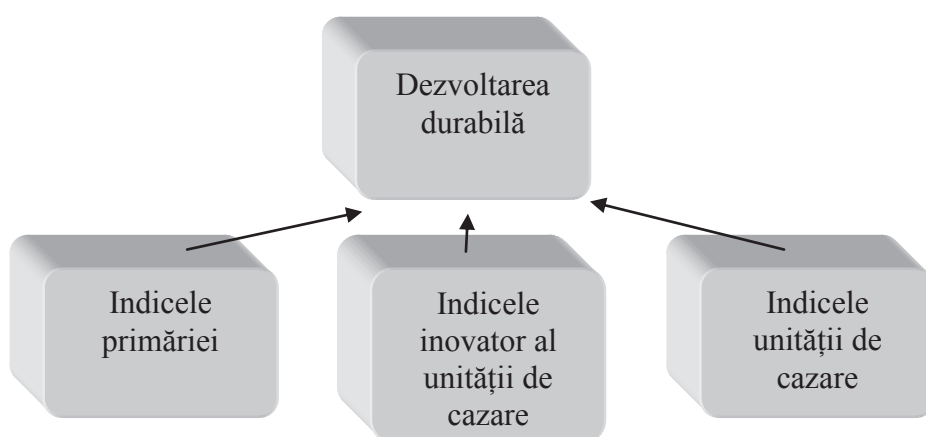 Dezvoltarea
durabilă
Indicele
primăriei
Indicele
inovator al
unității de
cazare
Indicele
unității de
cazare